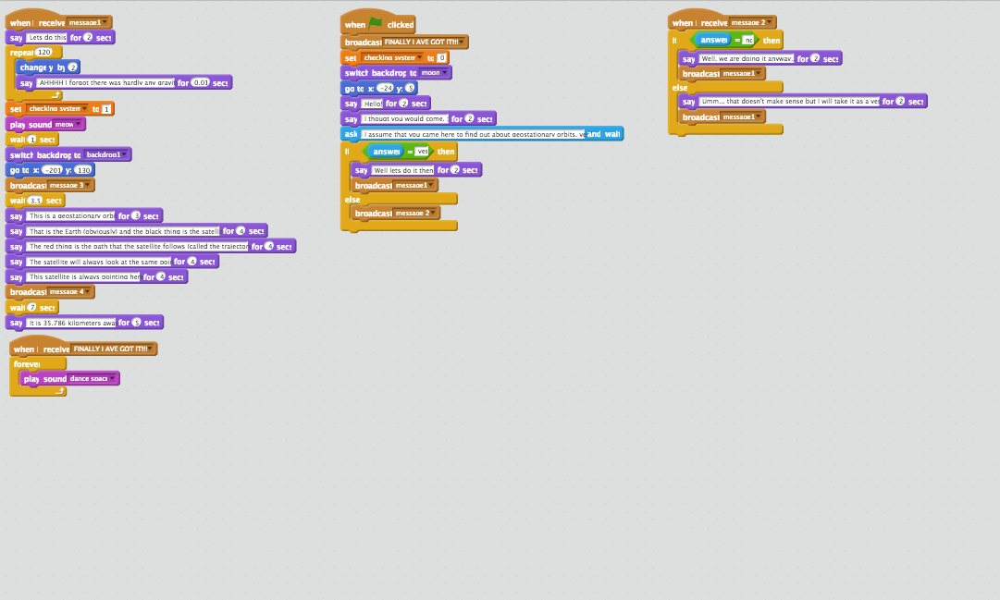 when I receive message1
say Lets do this for 2 secs
repeat 120
change y by 2
say AHHHH I forgot there was hardly any gravit for 0.01 secs
set checking system to 1
play sound meow
wait 1 secs
switch backdrop to backdrop1
go to x: -201 y: 130
broadcast message 3
wait 3.5 secs
say This is a geostationary orb for 3 secs
say That is the Earth (obviously) and the black thing is the satelli for 4 secs
say The red thing is the path that the satellite follows (called the trajector for 4 secs
say The satellite will always look at the same poin for 4 secs
say This satellite is always pointing her for 4 secs
broadcast message 4
wait 7 secs
say It is 35,786 kilometers awa for 5 secs
when I receive FINALLY I AVE GOT IT!!!
forever
play sound dance space
when clicked
broadcast FINALLY I AVE GOT IT!!!
set checking system to 0
switch backdrop to moon
go to x: -24 y: 5
say Hello! for 2 secs
say I thougt you would come. for 2 secs
ask I assume that you came here to find out about geostationary orbits. yo and wait
if answer = yes then
say Well lets do it then for 2 secs
broadcast message1
else
broadcast message 2
when I receive message 2
if answer = no then
say Well, we are doing it anyway. for 2 secs
broadcast message1
else
say Umm... that doesn't make sense but I will take it as a yes for 2 secs
broadcast message1